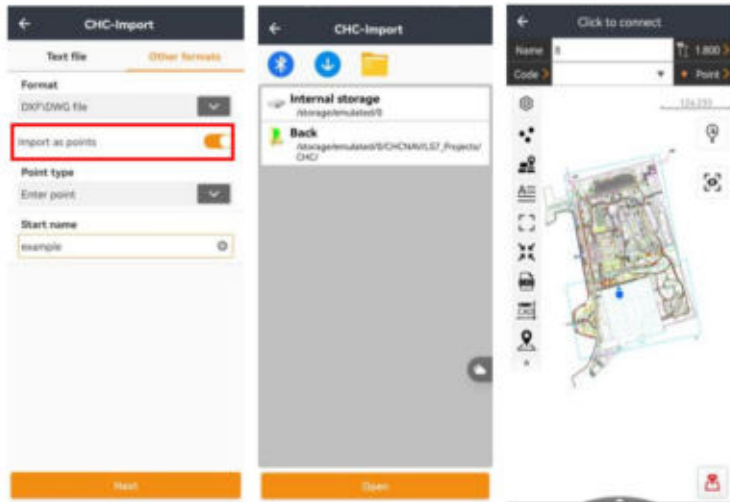 CHC-Import
Text file
Other formats
Format
DXF\DWG file
Import as points
Point type
Enter point
Start name
example
Next
CHC-Import
Internal storage
/storage/emulated/0
Back
/storage/emulated/0/CHCNAV/LS7_Projects/
CHC/
Open
Click to connect
Name
1.800
Code
Point
CAD